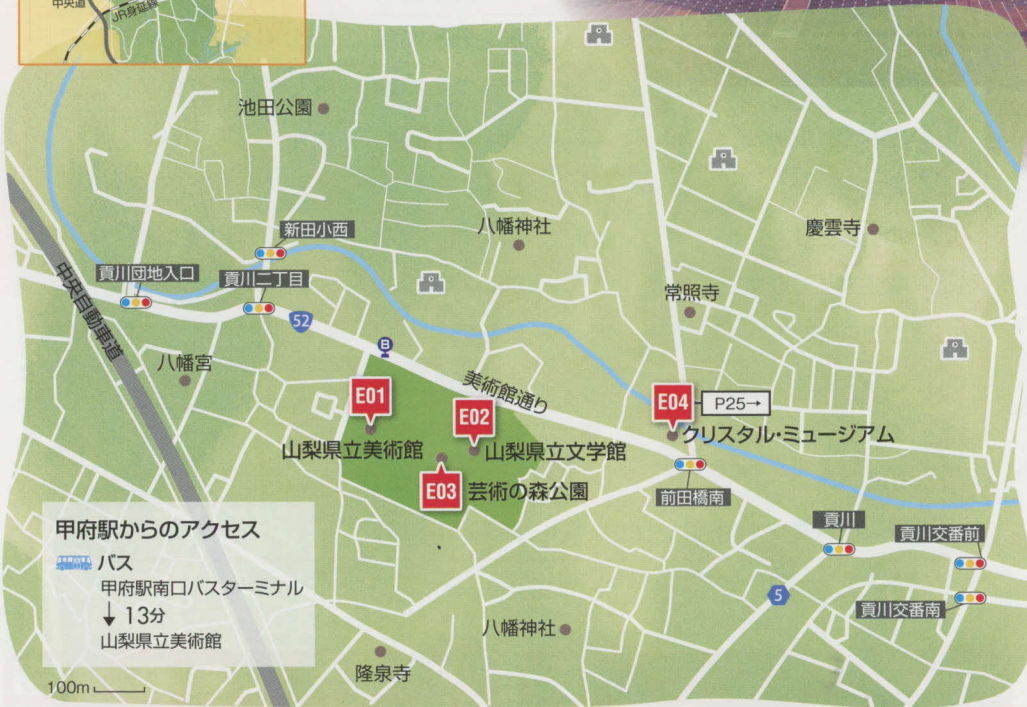 中央道
JR身延線
池田公園
新田小西
八幡神社
慶雲寺
貢川団地入口
貢川二丁目
常照寺
52
中央自動車道
八幡宮
B
美術館通り
E01
E02
E04
P25→
クリスタル・ミュージアム
山梨県立美術館
山梨県立文学館
E03
芸術の森公園
前田橋南
貢川
貢川交番前
甲府駅からのアクセス
バス
甲府駅南口バスターミナル
↓ 13分
山梨県立美術館
5
貢川交番南
八幡神社
隆泉寺
100m